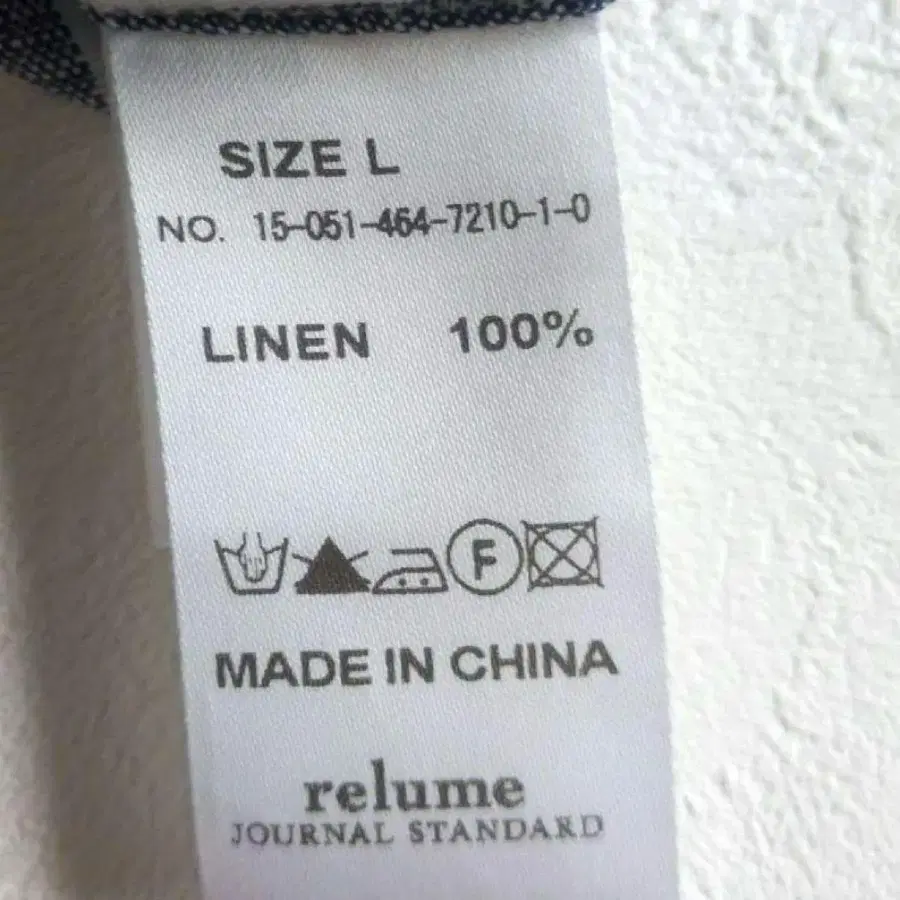 SIZE L
NO. 15-051-464-7210-1-0
LINEN 100%
F
MADE IN CHINA
relume
JOURNAL STANDARD